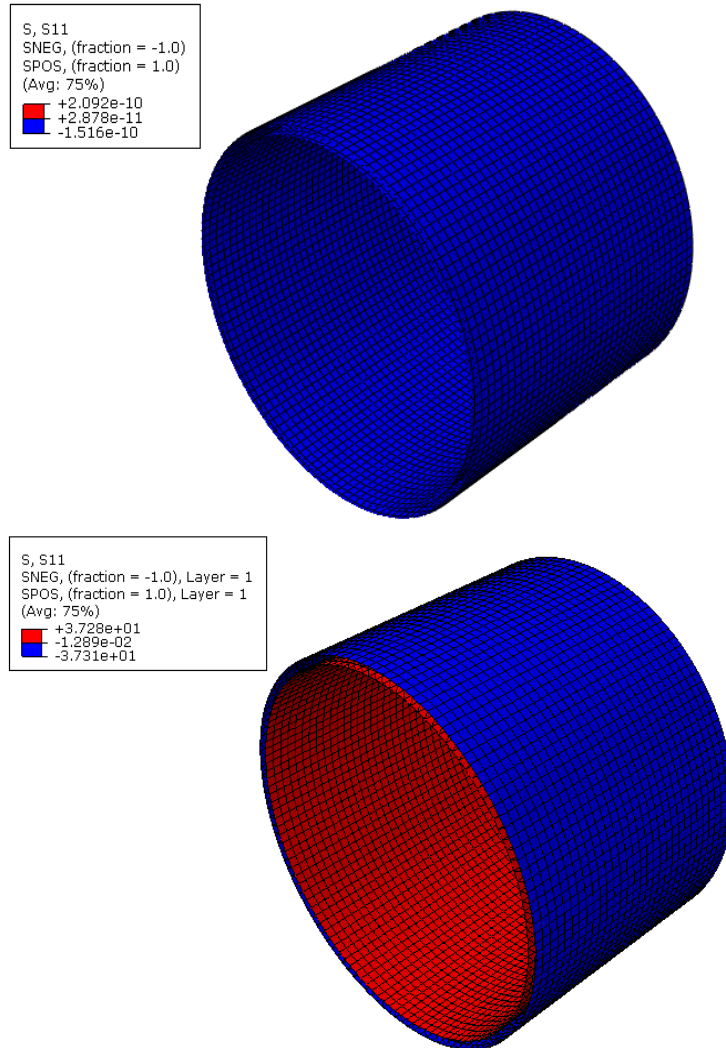 S, S11
SNEG, (fraction = -1.0)
SPOS, (fraction = 1.0)
(Avg: 75%)
+2.092e-10
+2.878e-11
-1.516e-10
S, S11
SNEG, (fraction = -1.0), Layer = 1
SPOS, (fraction = 1.0), Layer = 1
(Avg: 75%)
+3.728e+01
-1.289e-02
-3.731e+01